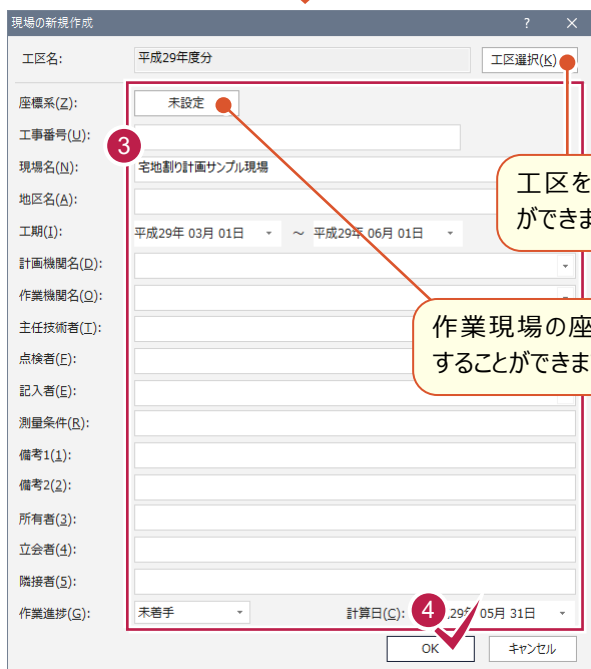 現場の新規作成 ? ×
工区名: 平成29年度分 工区選択(K)
座標系(Z): 未設定
工事番号(U):
3
現場名(N): 宅地割り計画サンプル現場
工区を
ができま
地区名(A):
工期(I): 平成29年 03月 01日 ～ 平成29年 06月 01日
計画機関名(D):
作業機関名(O):
作業現場の座
することができま
主任技術者(T):
点検者(F):
記入者(E):
測量条件(R):
備考1(1):
備考2(2):
所有者(3):
立会者(4):
隣接者(5):
作業進捗(G): 未着手 計算日(C): 29年 05月 31日
4
OK キャンセル